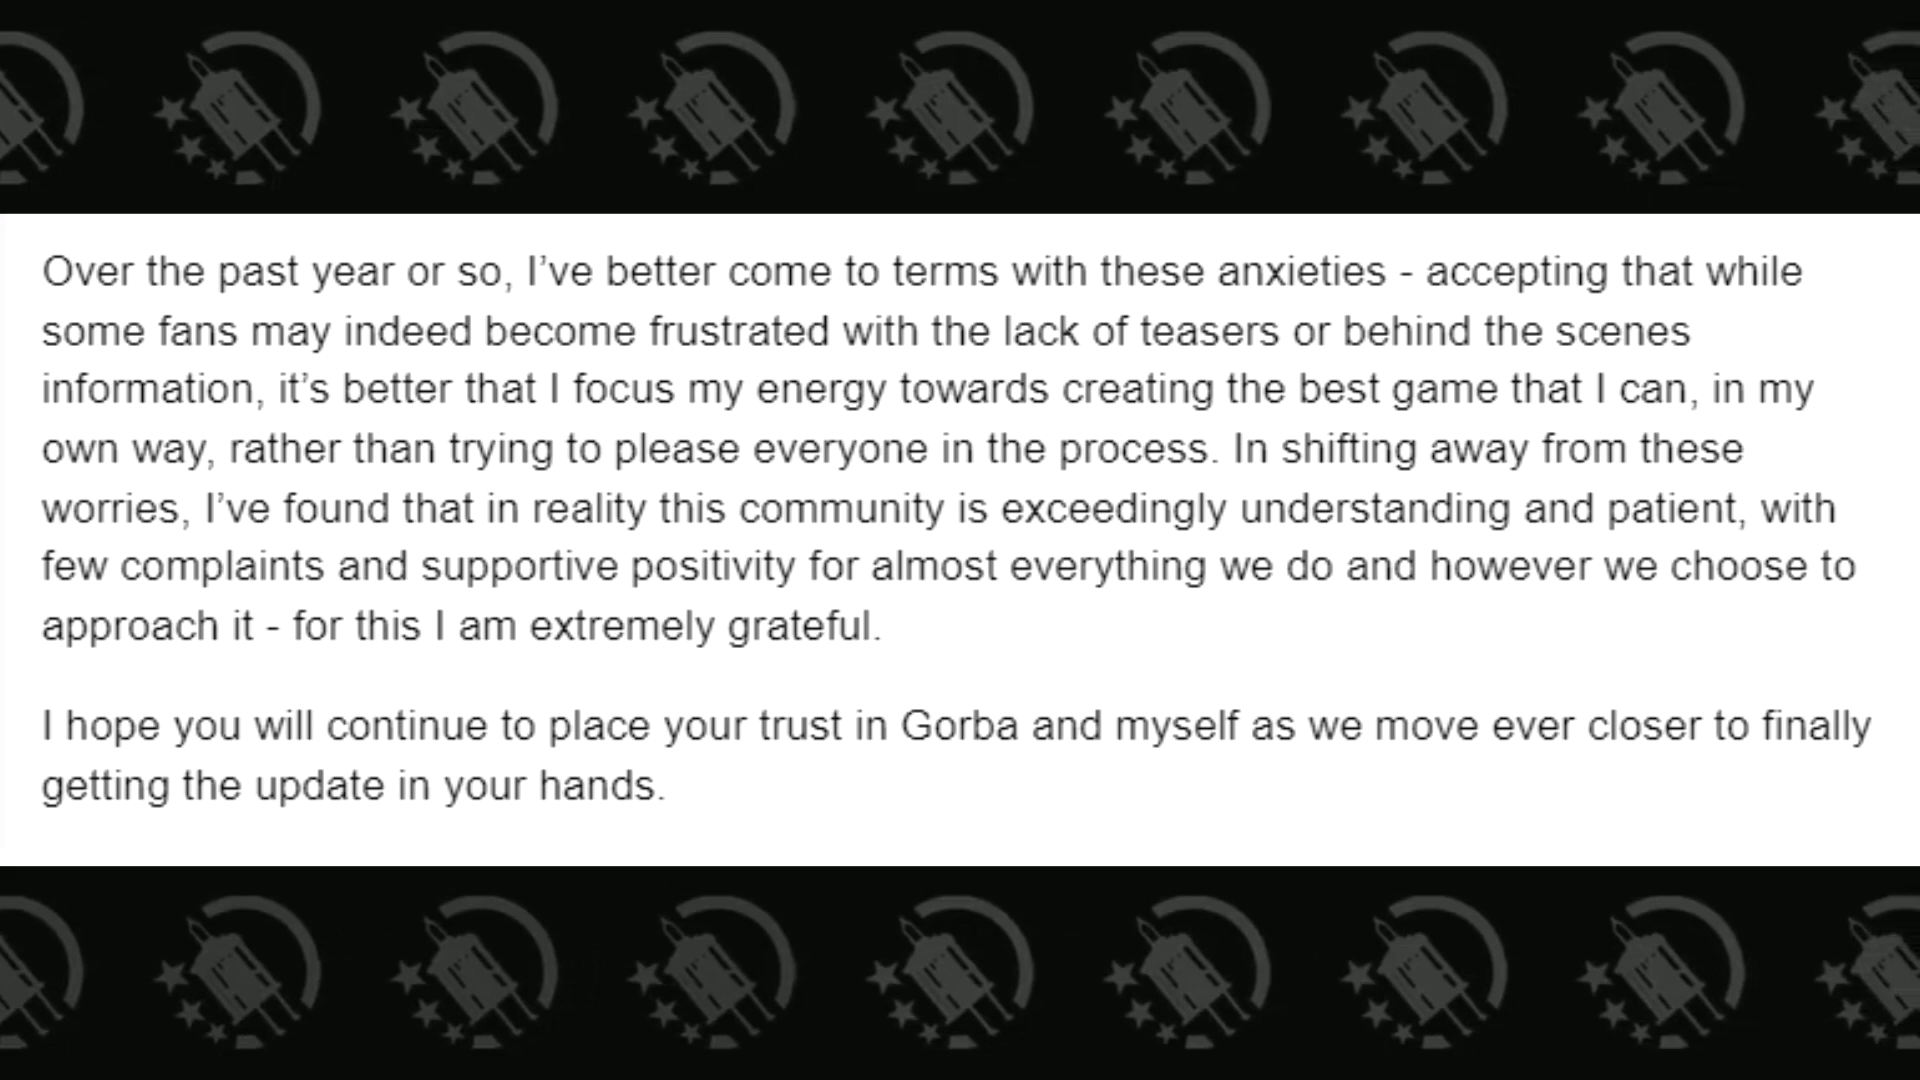 Over the past year or so, I’ve better come to terms with these anxieties - accepting that while
some fans may indeed become frustrated with the lack of teasers or behind the scenes
information, it’s better that I focus my energy towards creating the best game that I can, in my
own way, rather than trying to please everyone in the process. In shifting away from these
worries, I’ve found that in reality this community is exceedingly understanding and patient, with
few complaints and supportive positivity for almost everything we do and however we choose to
approach it - for this I am extremely grateful.
I hope you will continue to place your trust in Gorba and myself as we move ever closer to finally
getting the update in your hands.